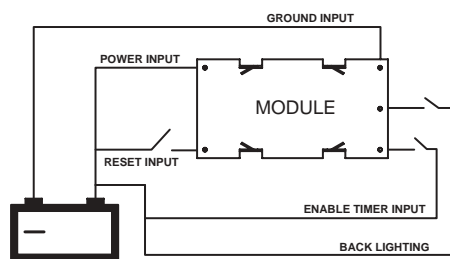 GROUND INPUT
POWER INPUT
MODULE
RESET INPUT
ENABLE TIMER INPUT
BACK LIGHTING